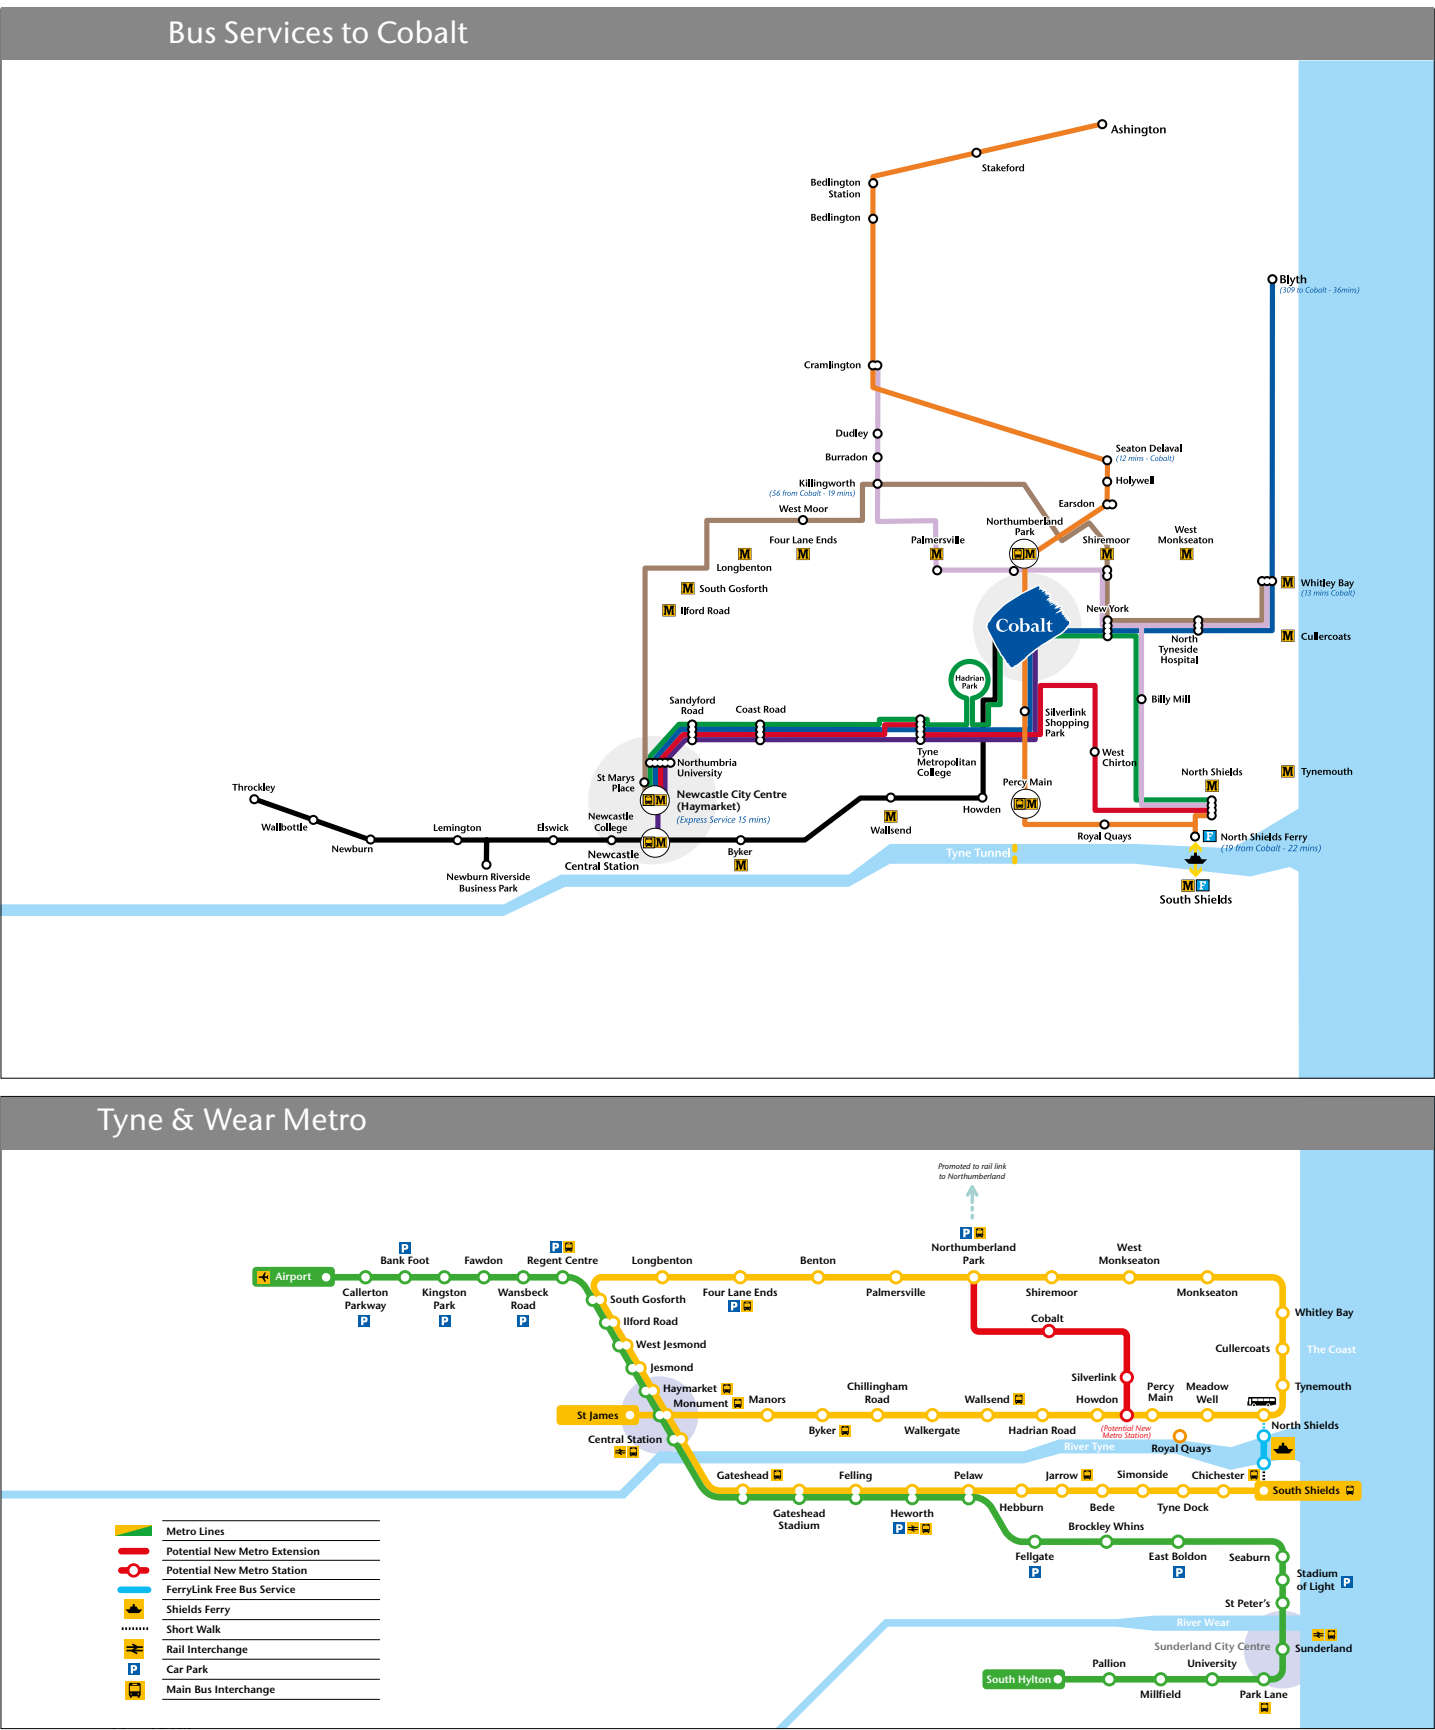 Bus Services to Cobalt
Ashington
Stakeford
Bedlington
Station
Bedlington
Blyth
(309 to Cobalt - 36mins)
Cramlington
Dudley
Burradon
Seaton Delaval
(12 mins - Cobalt)
Killingworth
(56 from Cobalt - 19 mins)
Holywell
Earsdon
West Moor
Northumberland
Park
Four Lane Ends
M
Palmersville
M
M
Shiremoor
M
West
Monkseaton
M
M
Longbenton
M
South Gosforth
M
Ilford Road
M
Whitley Bay
(13 mins Cobalt)
New York
Cobalt
M
Cullercoats
North
Tyneside
Hospital
Hadrian
Park
Billy Mill
Sandyford
Road
Coast Road
Silverlink
Shopping
Park
Tyne
Metropolitan
College
West
Chirton
Northumbria
University
St Marys
Place
North Shields
M
M
Tynemouth
Throckley
M
Newcastle City Centre
(Haymarket)
(Express Service 15 mins)
Percy Main
M
Howden
Wallbottle
Newburn
Lemington
Elswick
Newcastle
College
M
Newcastle
Central Station
Byker
M
M
Wallsend
Royal Quays
F
North Shields Ferry
(19 from Cobalt - 22 mins)
Newburn Riverside
Business Park
Tyne Tunnel
M
F
South Shields
Tyne & Wear Metro
Promoted to rail link
to Northumberland
P
P
P
Bank Foot
Fawdon
Regent Centre
Longbenton
Benton
Northumberland
Park
West
Monkseaton
Airport
Callerton
Parkway
P
Kingston
Park
P
Wansbeck
Road
P
South Gosforth
Four Lane Ends
P
Palmersville
Shiremoor
Monkseaton
Ilford Road
Whitley Bay
Cobalt
West Jesmond
Cullercoats
The Coast
Jesmond
Silverlink
Tynemouth
Haymarket
Monument
Manors
Chillingham
Road
Wallsend
Howdon
Percy
Main
Meadow
Well
St James
North Shields
Byker
Walkergate
Hadrian Road
(Potential New
Metro Station)
Central Station
River Tyne
Royal Quays
Gateshead
Felling
Pelaw
Jarrow
Simonside
Chichester
South Shields
Gateshead
Stadium
Heworth
P
Hebburn
Bede
Tyne Dock
Brockley Whins
Fellgate
P
East Boldon
P
Seaburn
Stadium
of Light
P
St Peter's
River Wear
Sunderland City Centre
Sunderland
Pallion
University
South Hylton
Millfield
Park Lane
Metro Lines
Potential New Metro Extension
Potential New Metro Station
FerryLink Free Bus Service
Shields Ferry
Short Walk
Rail Interchange
P
Car Park
Main Bus Interchange